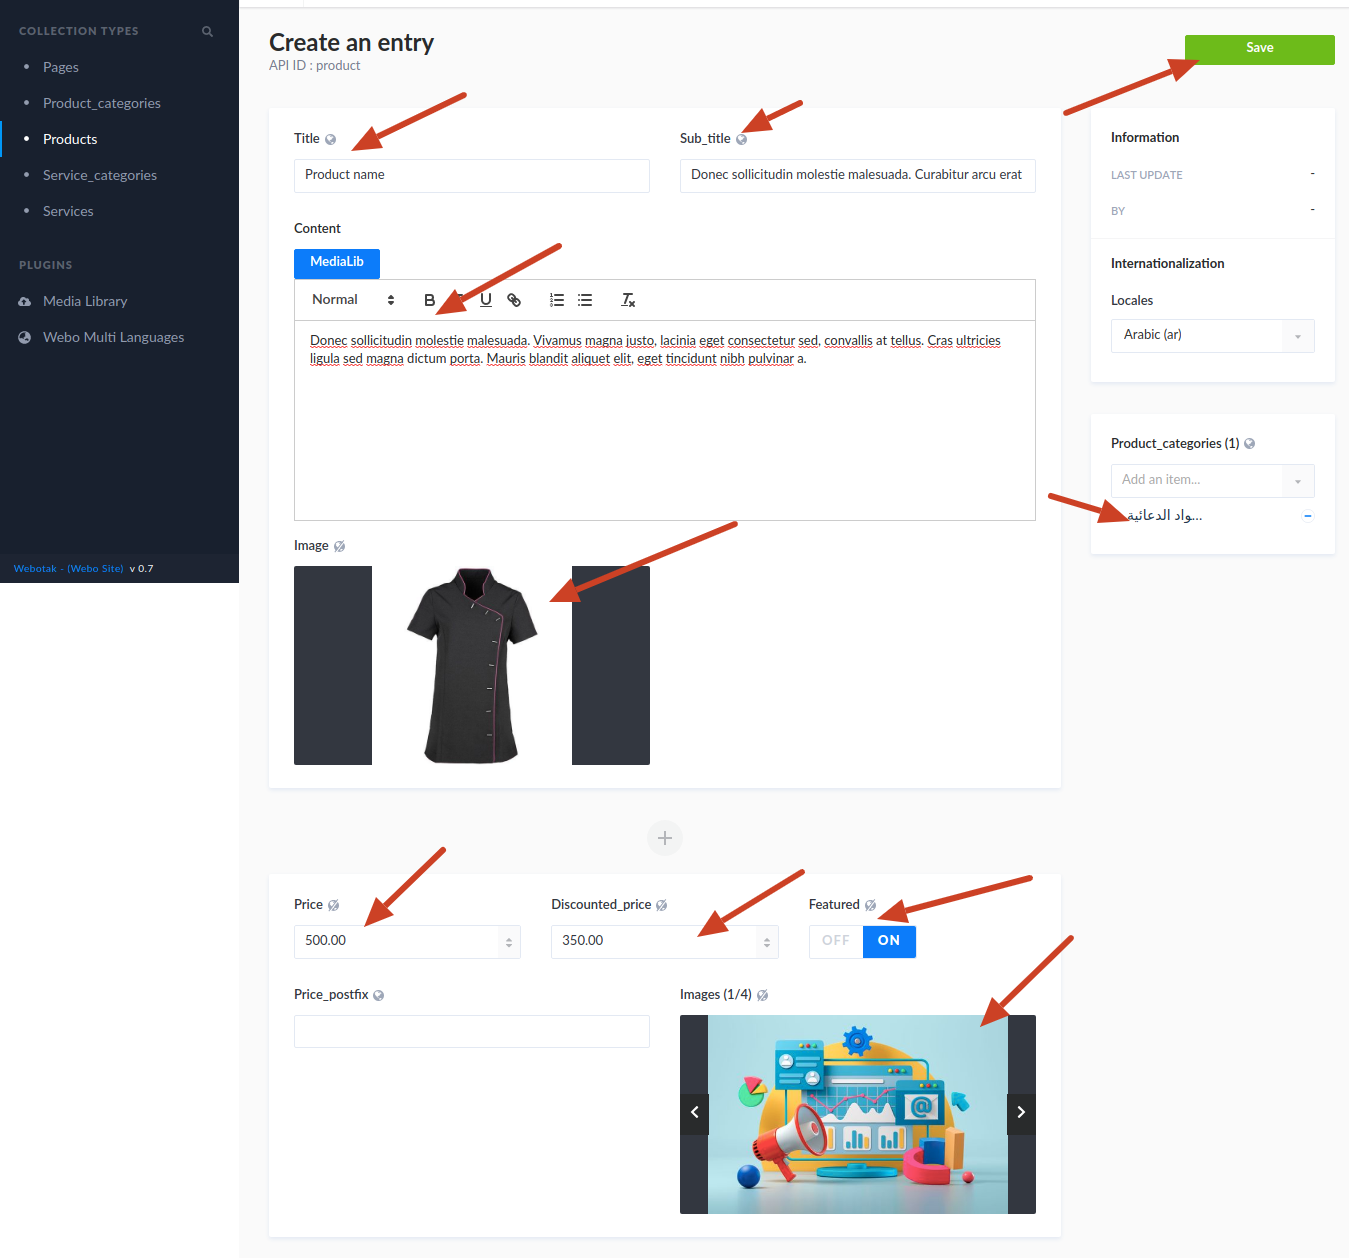 COLLECTION TYPES
Pages
Product_categories
Products
Service_categories
Services
PLUGINS
Media Library
Webo Multi Languages
Webotak - (Webo Site) v 0.7
Create an entry
API ID : product
Save
Title
Product name
Sub_title
Donec sollicitudin molestie malesuada. Curabitur arcu erat
Content
MediaLib
Normal
B
U
Donec sollicitudin molestie malesuada. Vivamus magna justo, lacinia eget consectetur sed, convallis at tellus. Cras ultricies
ligula sed magna dictum porta. Mauris blandit aliquet elit, eget tincidunt nibh pulvinar a.
Image
Information
LAST UPDATE -
BY -
Internationalization
Locales
Arabic (ar)
Product_categories (1)
Add an item...
...واد الدعائية
Price
500.00
Discounted_price
350.00
Featured
OFF ON
Price_postfix
Images (1/4)
@